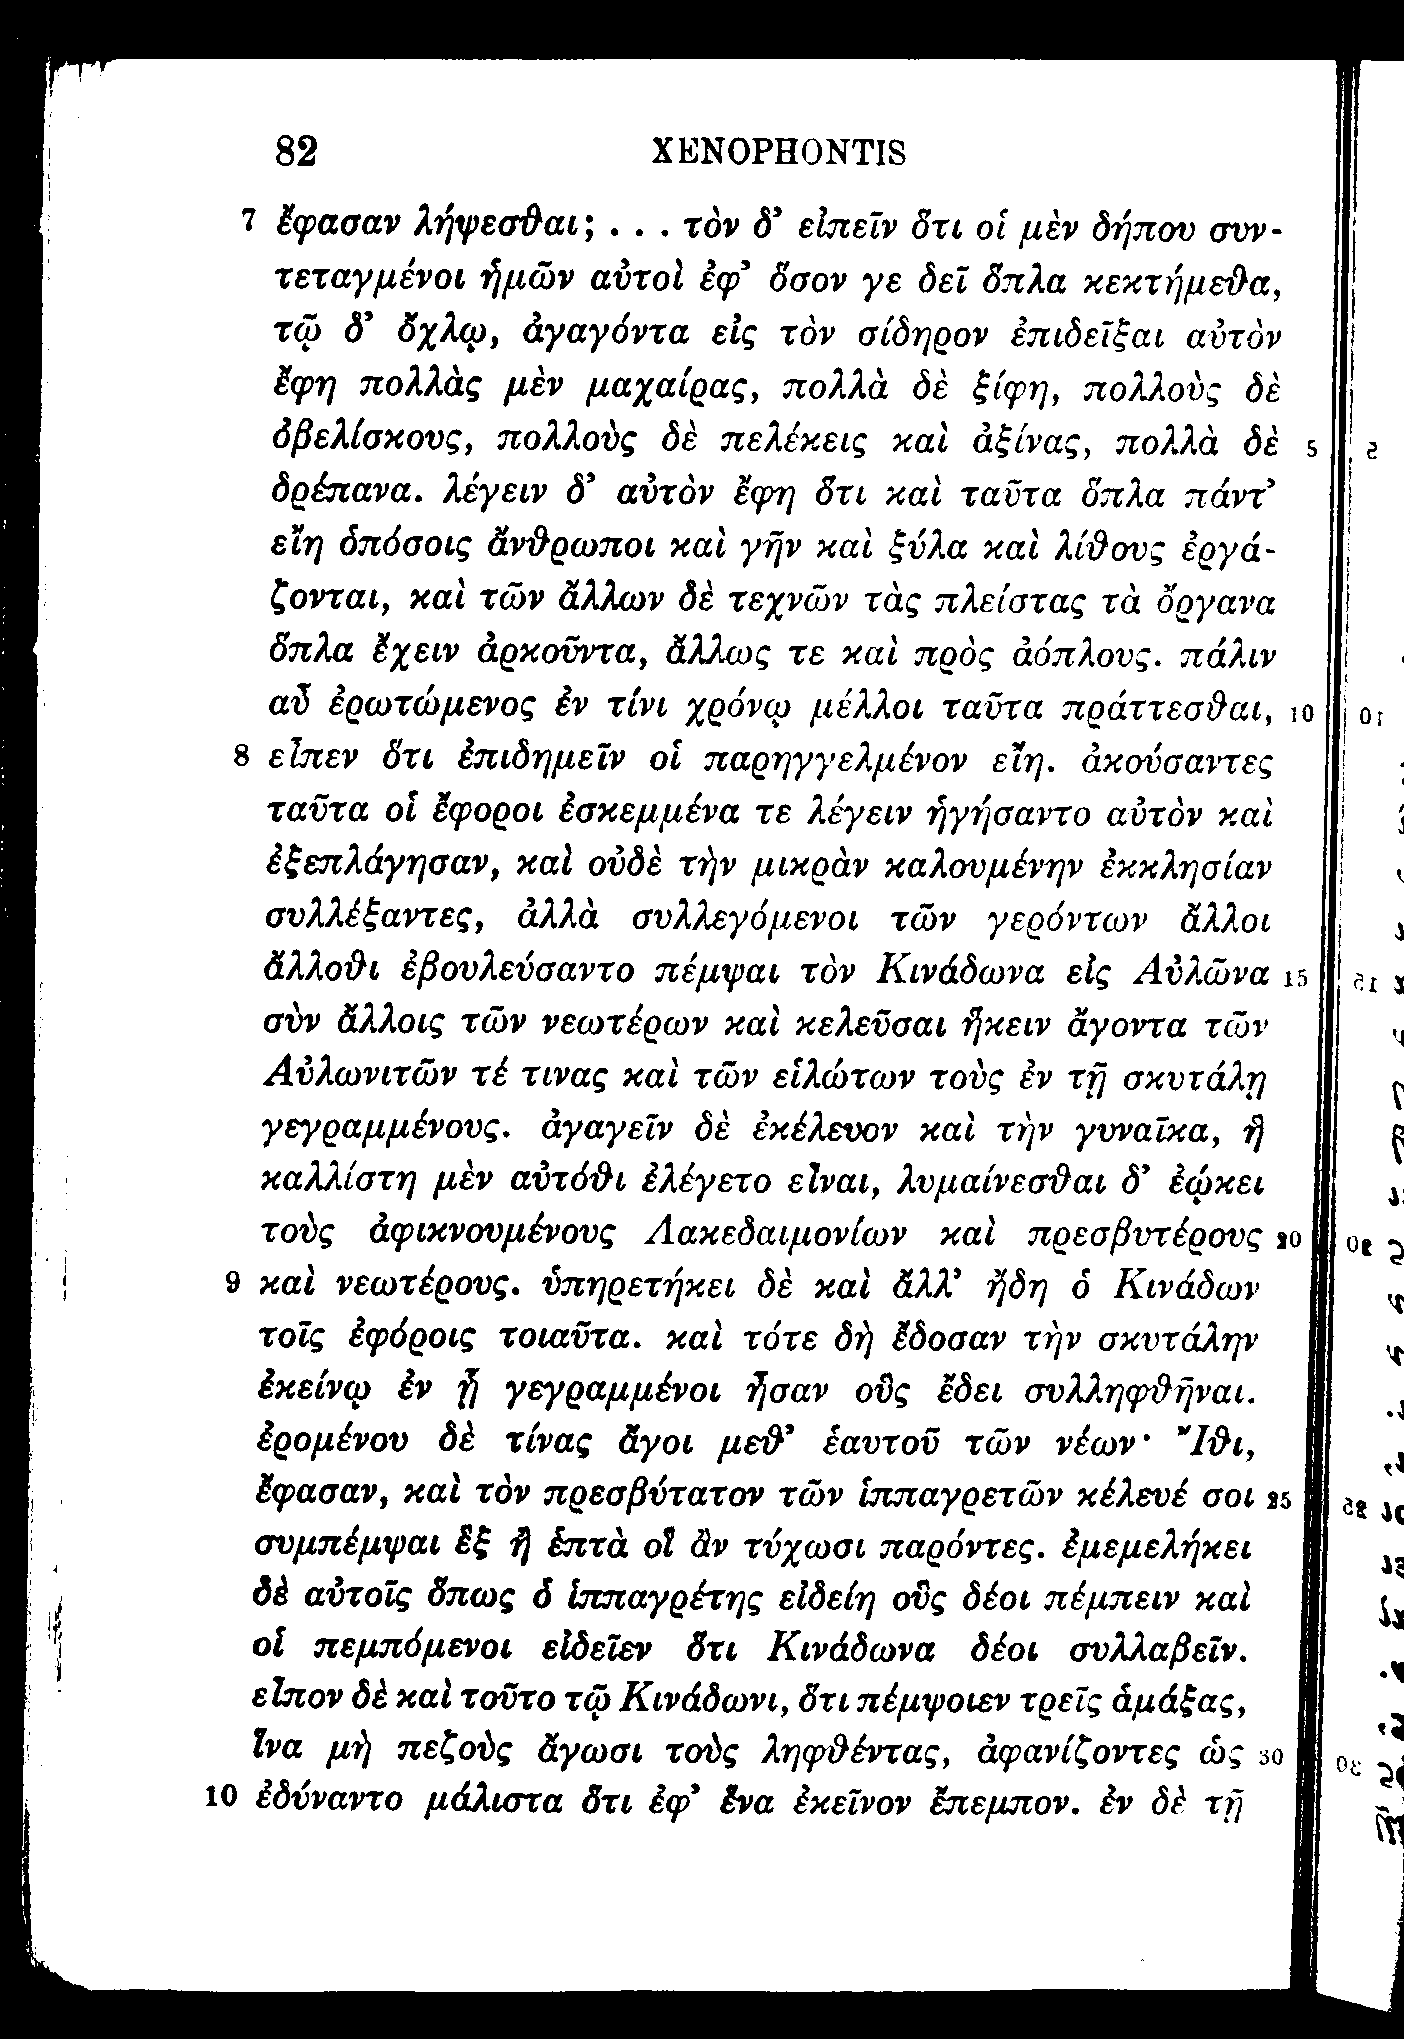 82 XENOPHONTIS
7 ἔφασαν λήψεσθαι; . . . τὸν δ’ εἰπεῖν ὅτι οἱ μὲν δήπου συν-
τεταγμένοι ἡμῶν αὐτοὶ ἐφ’ ὅσον γε δεῖ ὅπλα κεκτήμεθα,
τῷ δ’ ὄχλῳ, ἀγαγόντα εἰς τὸν σίδηρον ἐπιδεῖξαι αὐτὸν
ἔφη πολλὰς μὲν μαχαίρας, πολλὰ δὲ ξίφη, πολλοὺς δὲ
ὀβελίσκους, πολλοὺς δὲ πελέκεις καὶ ἀξίνας, πολλὰ δὲ 5
δρέπανα. λέγειν δ’ αὐτὸν ἔφη ὅτι καὶ ταῦτα ὅπλα πάντ’
εἴη ὁπόσοις ἄνθρωποι καὶ γῆν καὶ ξύλα καὶ λίθους ἐργά-
ζονται, καὶ τῶν ἄλλων δὲ τεχνῶν τὰς πλείστας τὰ ὄργανα
ὅπλα ἔχειν ἀρκοῦντα, ἄλλως τε καὶ πρὸς ἀόπλους. πάλιν
αὖ ἐρωτώμενος ἐν τίνι χρόνῳ μέλλοι ταῦτα πράττεσθαι, 10
8 εἶπεν ὅτι ἐπιδημεῖν οἱ παρηγγελμένον εἴη. ἀκούσαντες
ταῦτα οἱ ἔφοροι ἐσκεμμένα τε λέγειν ἡγήσαντο αὐτὸν καὶ
ἐξεπλάγησαν, καὶ οὐδὲ τὴν μικρὰν καλουμένην ἐκκλησίαν
συλλέξαντες, ἀλλὰ συλλεγόμενοι τῶν γερόντων ἄλλοι
ἄλλοθι ἐβουλεύσαντο πέμψαι τὸν Κινάδωνα εἰς Αὐλῶνα 15
σὺν ἄλλοις τῶν νεωτέρων καὶ κελεῦσαι ἥκειν ἄγοντα τῶν
Αὐλωνιτῶν τέ τινας καὶ τῶν εἱλώτων τοὺς ἐν τῇ σκυτάλῃ
γεγραμμένους. ἀγαγεῖν δὲ ἐκέλευον καὶ τὴν γυναῖκα, ἣ
καλλίστη μὲν αὐτόθι ἐλέγετο εἶναι, λυμαίνεσθαι δ’ ἐῴκει
τοὺς ἀφικνουμένους Λακεδαιμονίων καὶ πρεσβυτέρους 20
9 καὶ νεωτέρους. ὑπηρετήκει δὲ καὶ ἄλλ’ ἤδη ὁ Κινάδων
τοῖς ἐφόροις τοιαῦτα. καὶ τότε δὴ ἔδοσαν τὴν σκυτάλην
ἐκείνῳ ἐν ᾗ γεγραμμένοι ἦσαν οὓς ἔδει συλληφθῆναι.
ἐρομένου δὲ τίνας ἄγοι μεθ’ ἑαυτοῦ τῶν νέων· Ἴθι,
ἔφασαν, καὶ τὸν πρεσβύτατον τῶν ἱππαγρετῶν κέλευέ σοι 25
συμπέμψαι ἓξ ἢ ἑπτὰ οἳ ἂν τύχωσι παρόντες. ἐμεμελήκει
δὲ αὐτοῖς ὅπως ὁ ἱππαγρέτης εἰδείη οὓς δέοι πέμπειν καὶ
οἱ πεμπόμενοι εἰδεῖεν ὅτι Κινάδωνα δέοι συλλαβεῖν.
εἶπον δὲ καὶ τοῦτο τῷ Κινάδωνι, ὅτι πέμψοιεν τρεῖς ἁμάξας,
ἵνα μὴ πεζοὺς ἄγωσι τοὺς ληφθέντας, ἀφανίζοντες ὡς 30
10 ἐδύναντο μάλιστα ὅτι ἐφ’ ἕνα ἐκεῖνον ἔπεμπον. ἐν δὲ τῇ